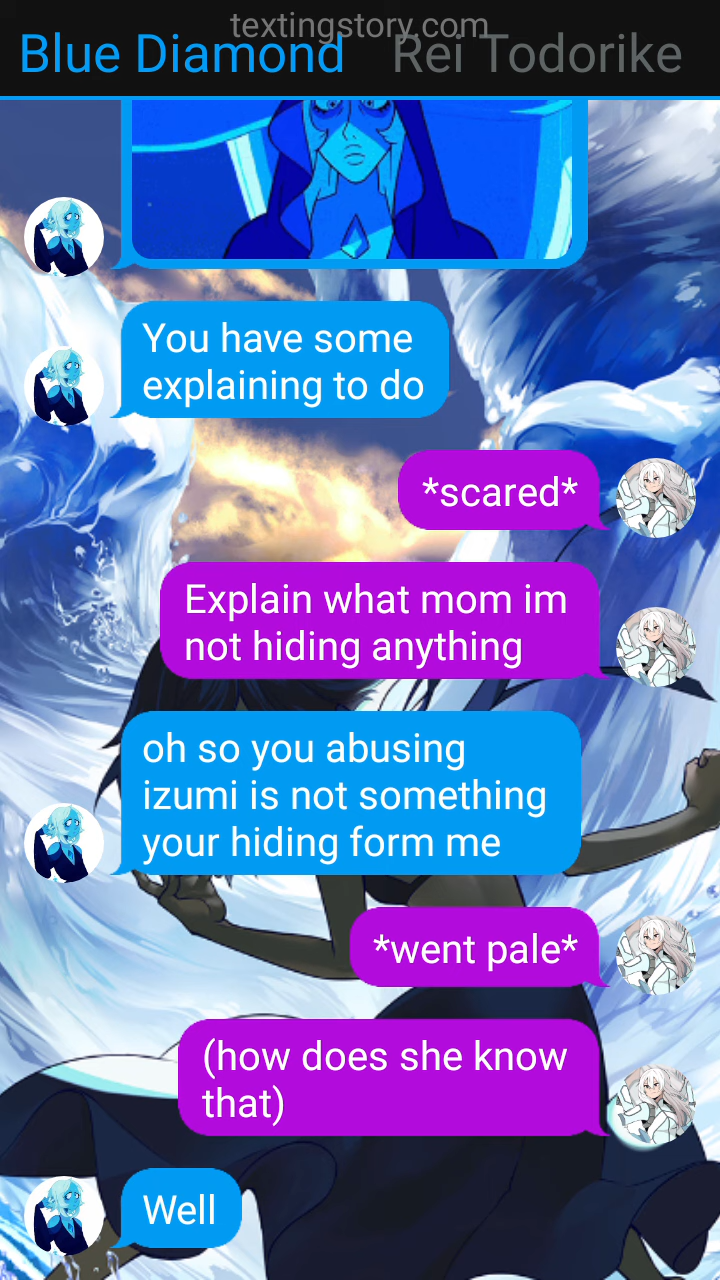 textingstory.com
Blue Diamond Rei Todorike
You have some
explaining to do
*scared*
Explain what mom im
not hiding anything
oh so you abusing
izumi is not something
your hiding form me
*went pale*
(how does she know
that)
Well